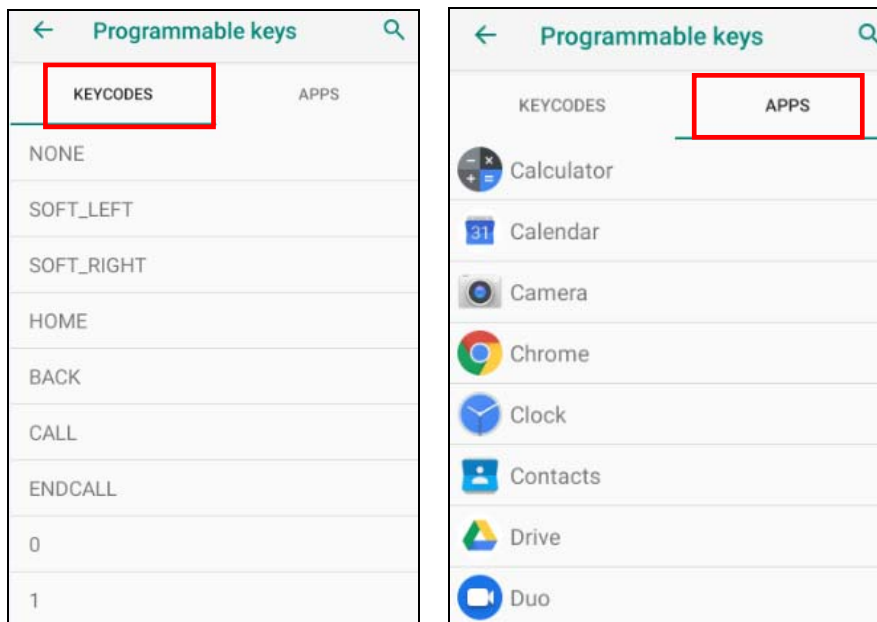 Programmable keys
KEYCODES APPS
NONE
SOFT_LEFT
SOFT_RIGHT
HOME
BACK
CALL
ENDCALL
0
1
Programmable keys
KEYCODES APPS
Calculator
31 Calendar
Camera
Chrome
Clock
Contacts
Drive
Duo